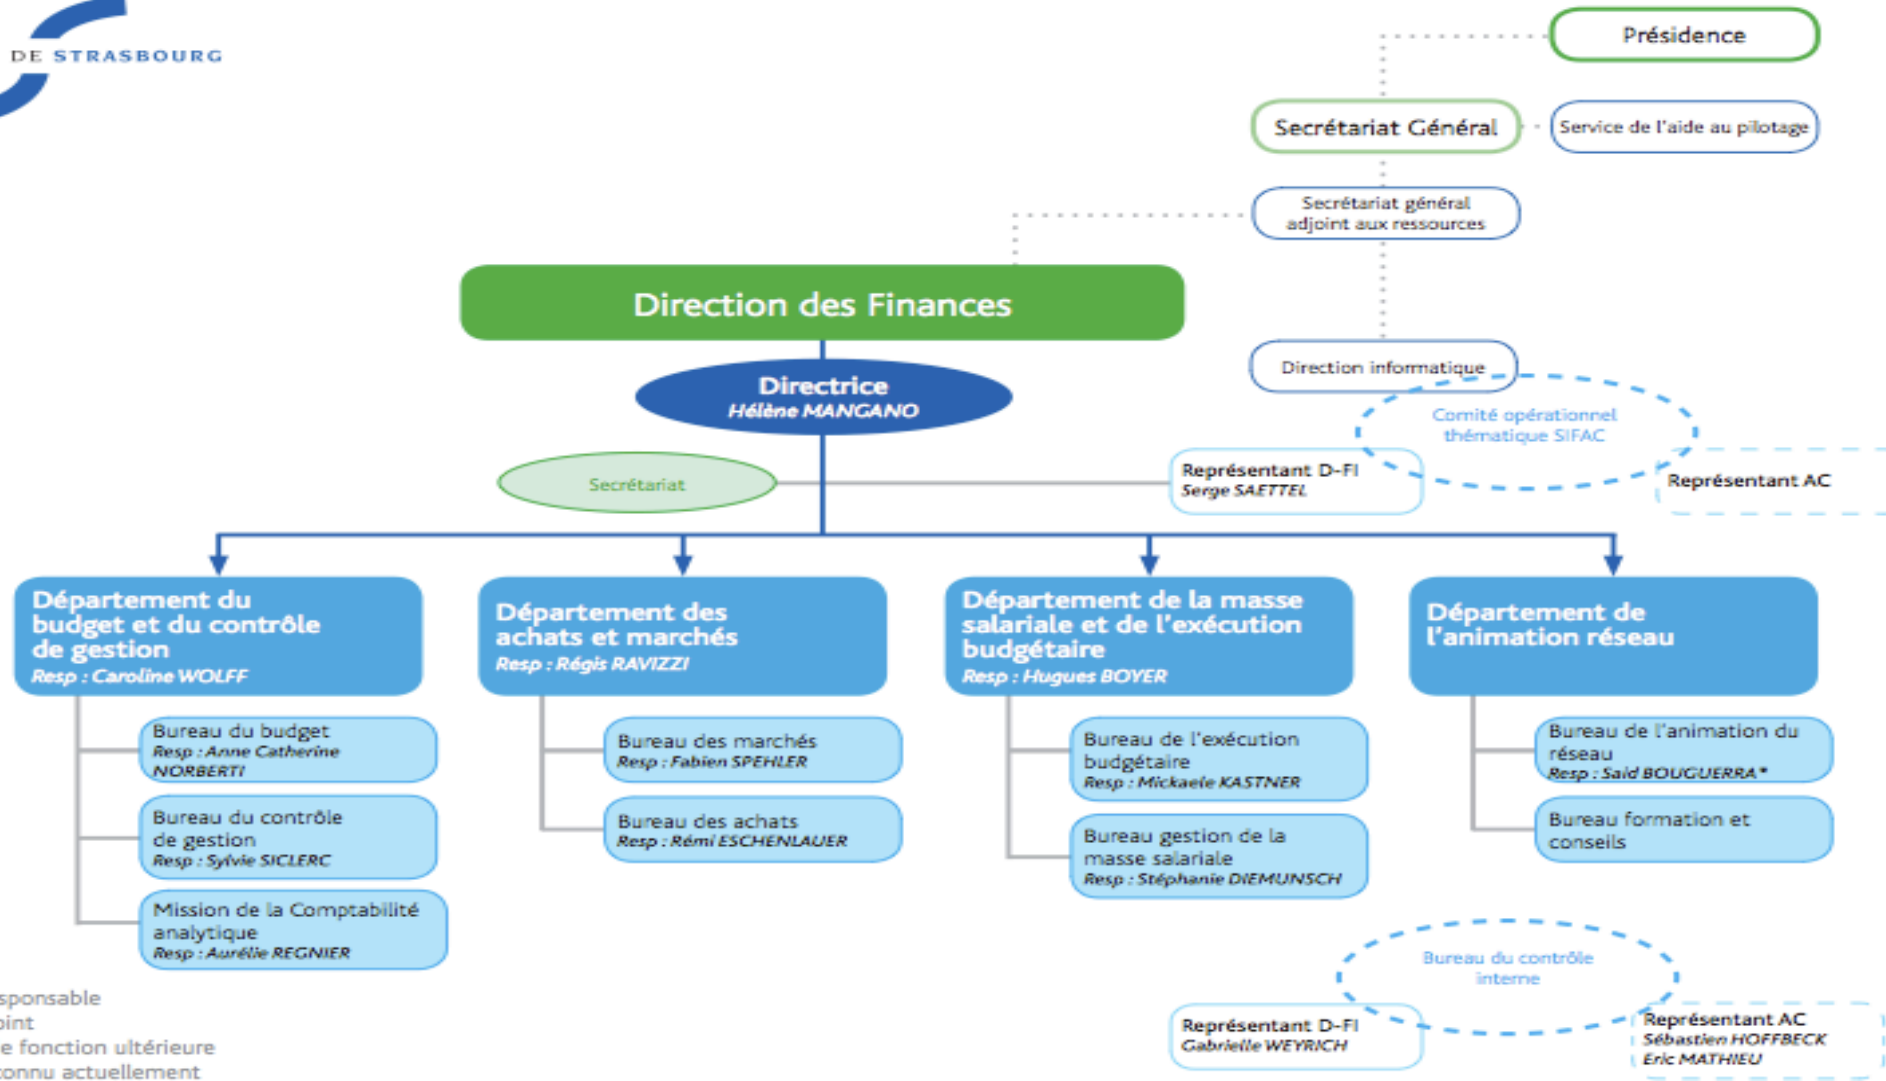 DE STRASBOURG
Présidence
Secrétariat Général
Service de l'aide au pilotage
Secrétariat général
adjoint aux ressources
Direction des Finances
Directrice
Hélène MANGANO
Direction informatique
Comité opérationnel
thématique SIFAC
Secrétariat
Représentant D-FI
Serge SAETTEL
Représentant AC
Département du
budget et du contrôle
de gestion
Resp : Caroline WOLFF
Bureau du budget
Resp : Anne Catherine
NORBERTI
Bureau du contrôle
de gestion
Resp : Sylvie SICLERC
Mission de la Comptabilité
analytique
Resp : Aurélie REGNIER
Département des
achats et marchés
Resp : Régis RAVIZZI
Bureau des marchés
Resp : Fabien SPEHLER
Bureau des achats
Resp : Rémi ESCHENLAUER
Département de la masse
salariale et de l'exécution
budgétaire
Resp : Hugues BOYER
Bureau de l'exécution
budgétaire
Resp : Mickaele KASTNER
Bureau gestion de la
masse salariale
Resp : Stéphanie DIEMUNSCH
Département de
l'animation réseau
Bureau de l'animation du
réseau
Resp : Said BOUGUERRA*
Bureau formation et
conseils
Bureau du contrôle
interne
Représentant D-FI
Gabrielle WEYRICH
Représentant AC
Sébastien HOFFBECK
Eric MATHIEU
sponsable
oint
e fonction ultérieure
connu actuellement